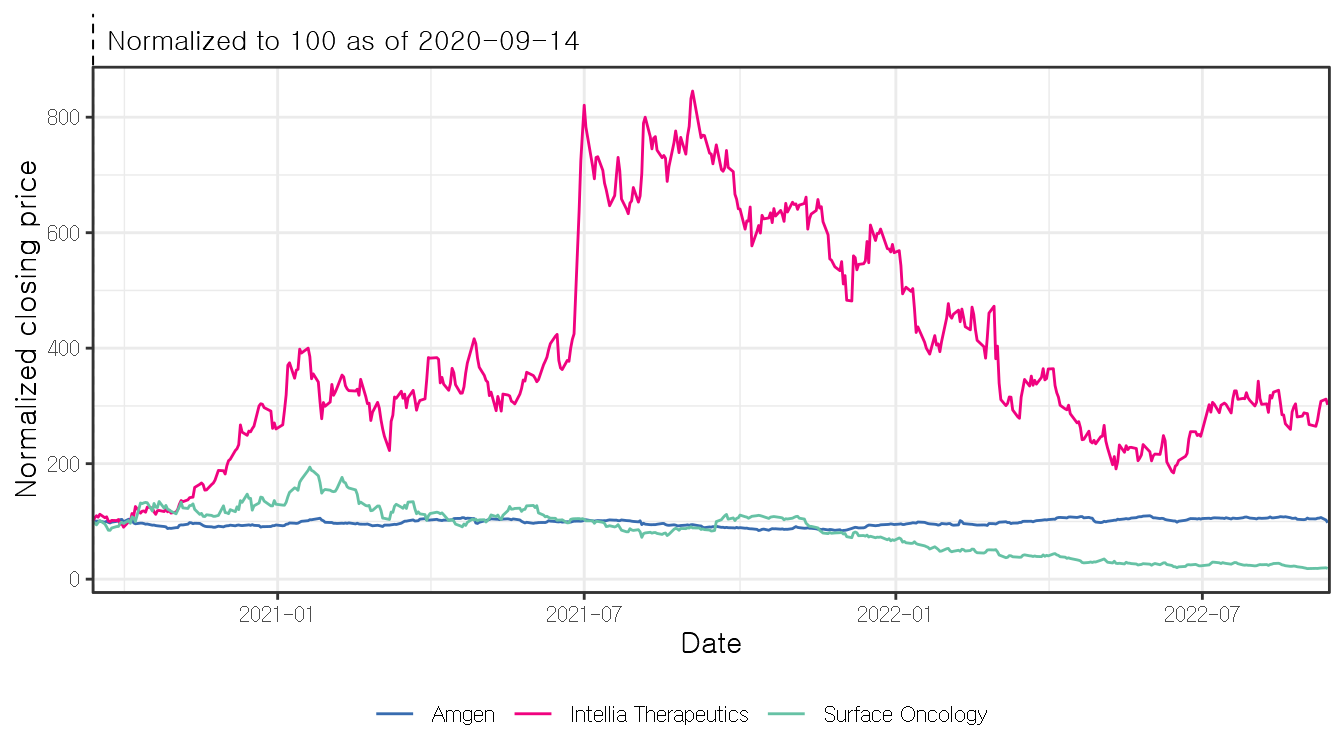 Normalized to 100 as of 2020-09-14
Normalized closing price
800
600
400
200
0
2021-01 2021-07 2022-01 2022-07
Date
Amgen Intellia Therapeutics Surface Oncology